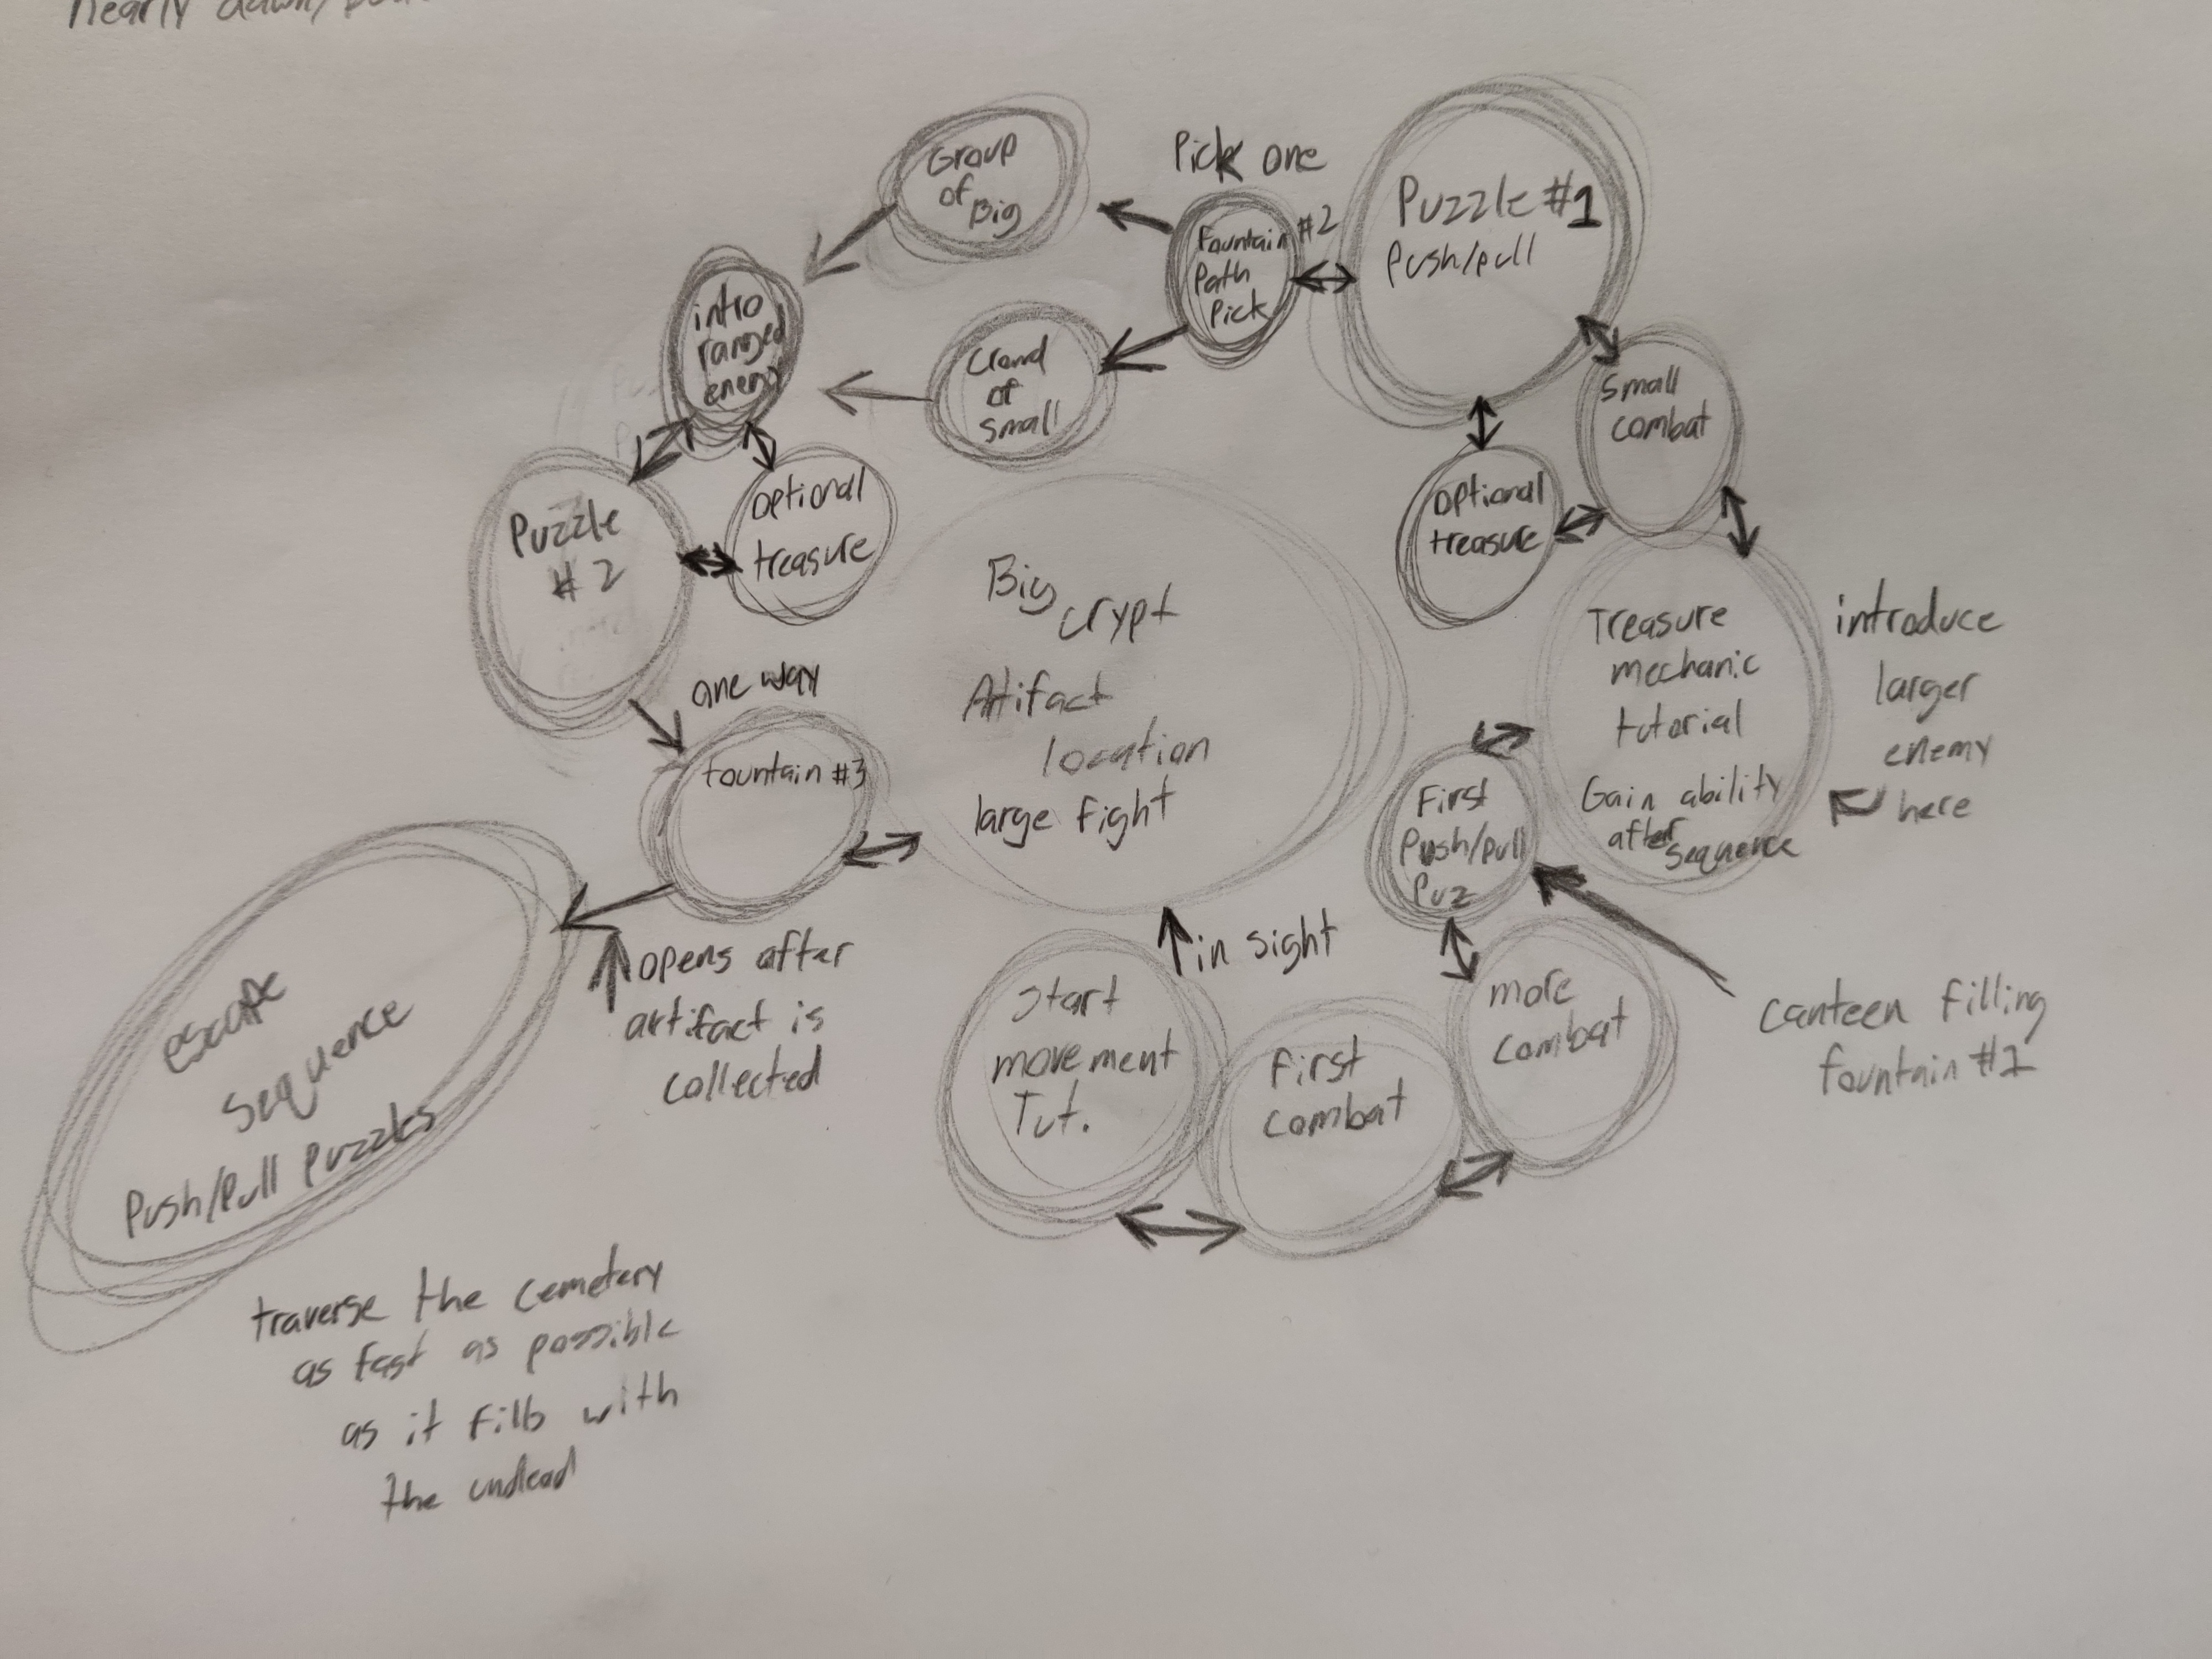 nearly dawn/
Group
of Big
Pick one
Fountain #2
Path
Pick
Puzzle #1
Push/pull
intro
ranged
enemy
Crowd
of
small
small
combat
optional
treasure
optional
treasure
Puzzle
#2
Big
crypt
Artifact
location
large fight
Treasure
mechanic
tutorial
Gain ability
after
sequence
introduce
larger
enemy
here
one way
fountain #3
First
Push/pull
Puz
in sight
opens after
artifact is
collected
Start
movement
Tut.
First
combat
more
combat
canteen filling
fountain #1
escape
sequence
Push/Pull Puzzles
traverse the cemetery
as fast as possible
as it fills with
the undead